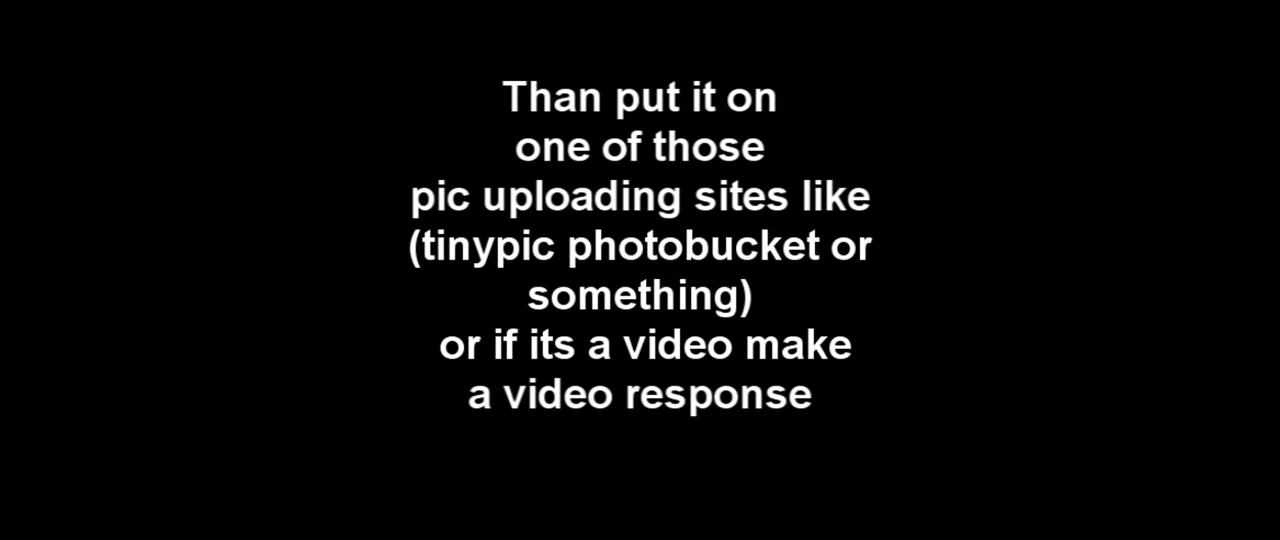 Than put it on
one of those
pic uploading sites like
(tinypic photobucket or
something)
or if its a video make
a video response